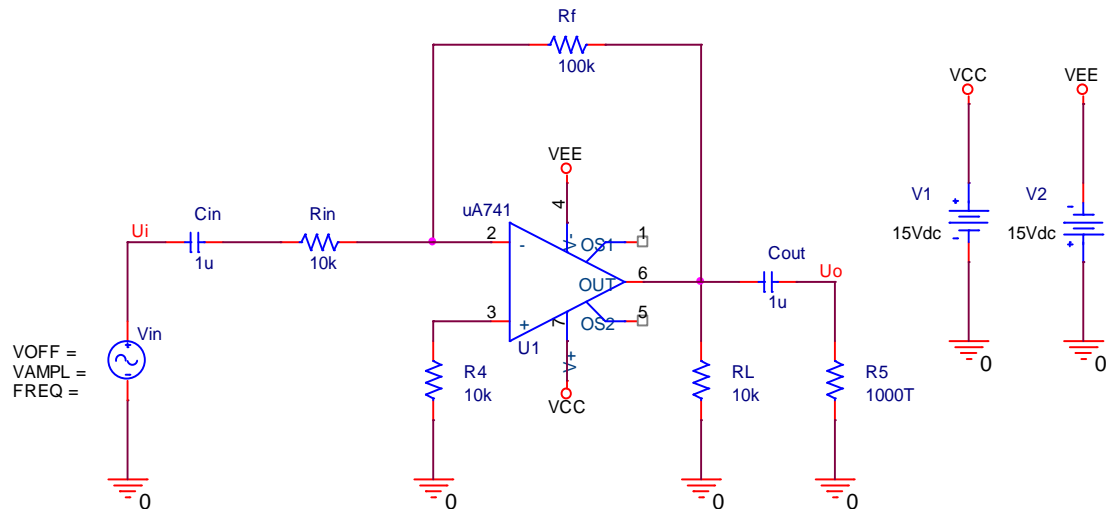 Rf
100k
VCC
VEE
VEE
V1
V2
+
-
15Vdc
15Vdc
-
+
0
0
uA741
4
V-
Ui
Cin
1u
Rin
10k
2
-
OS1
1
OUT
6
Cout
1u
Uo
3
+
OS2
5
7
U1
V+
VCC
Vin
+
-
VOFF =
VAMPL =
FREQ =
R4
10k
RL
10k
R5
1000T
0
0
0
0